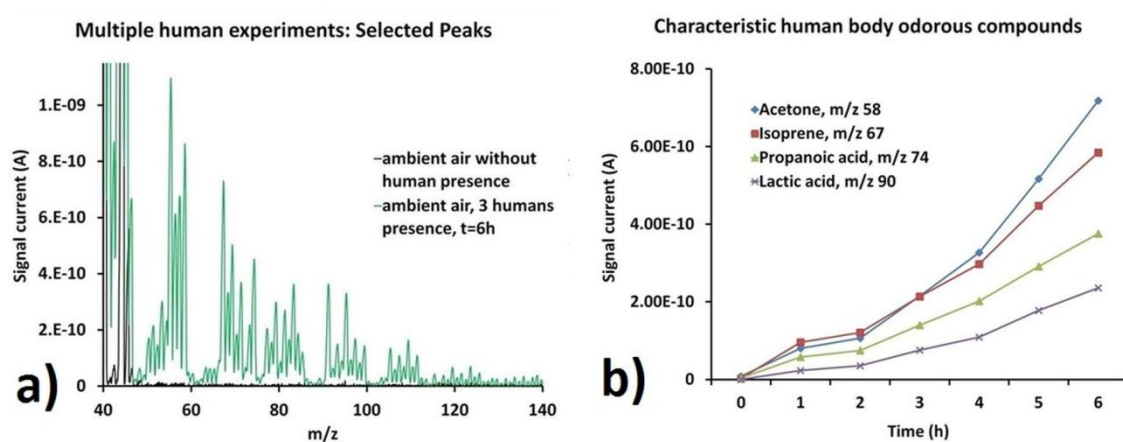 Multiple human experiments: Selected Peaks
1.E-09
8.E-10
6.E-10
4.E-10
2.E-10
0
Signal current (A)
ambient air without
human presence
ambient air, 3 humans
presence, t=6h
40
60
80
100
120
140
m/z
a)
Characteristic human body odorous compounds
8.00E-10
6.00E-10
4.00E-10
2.00E-10
0
Signal current (A)
Acetone, m/z 58
Isoprene, m/z 67
Propanoic acid, m/z 74
Lactic acid, m/z 90
0
1
2
3
4
5
6
Time (h)
b)